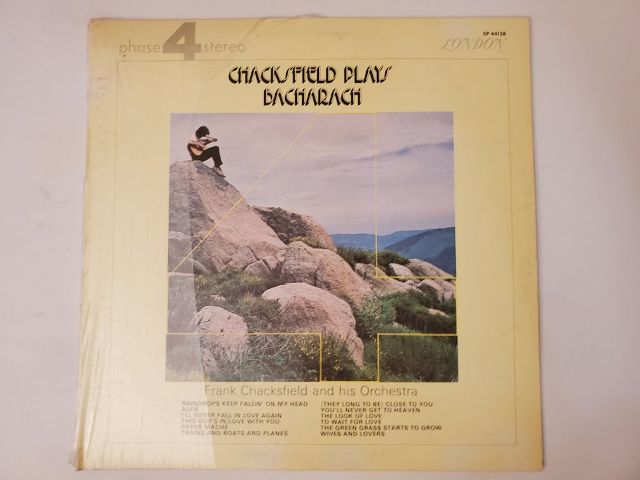 phase 4 stereo
SP 44158
LONDON
CHACKSFIELD PLAYS
BACHARACH
Frank Chacksfield and his Orchestra
RAINDROPS KEEP FALLIN' ON MY HEAD
ALFIE
I'LL NEVER FALL IN LOVE AGAIN
THIS GUY'S IN LOVE WITH YOU
PAPER MACHE
TRAINS AND BOATS AND PLANES
(THEY LONG TO BE) CLOSE TO YOU
YOU'LL NEVER GET TO HEAVEN
THE LOOK OF LOVE
TO WAIT FOR LOVE
THE GREEN GRASS STARTS TO GROW
WIVES AND LOVERS